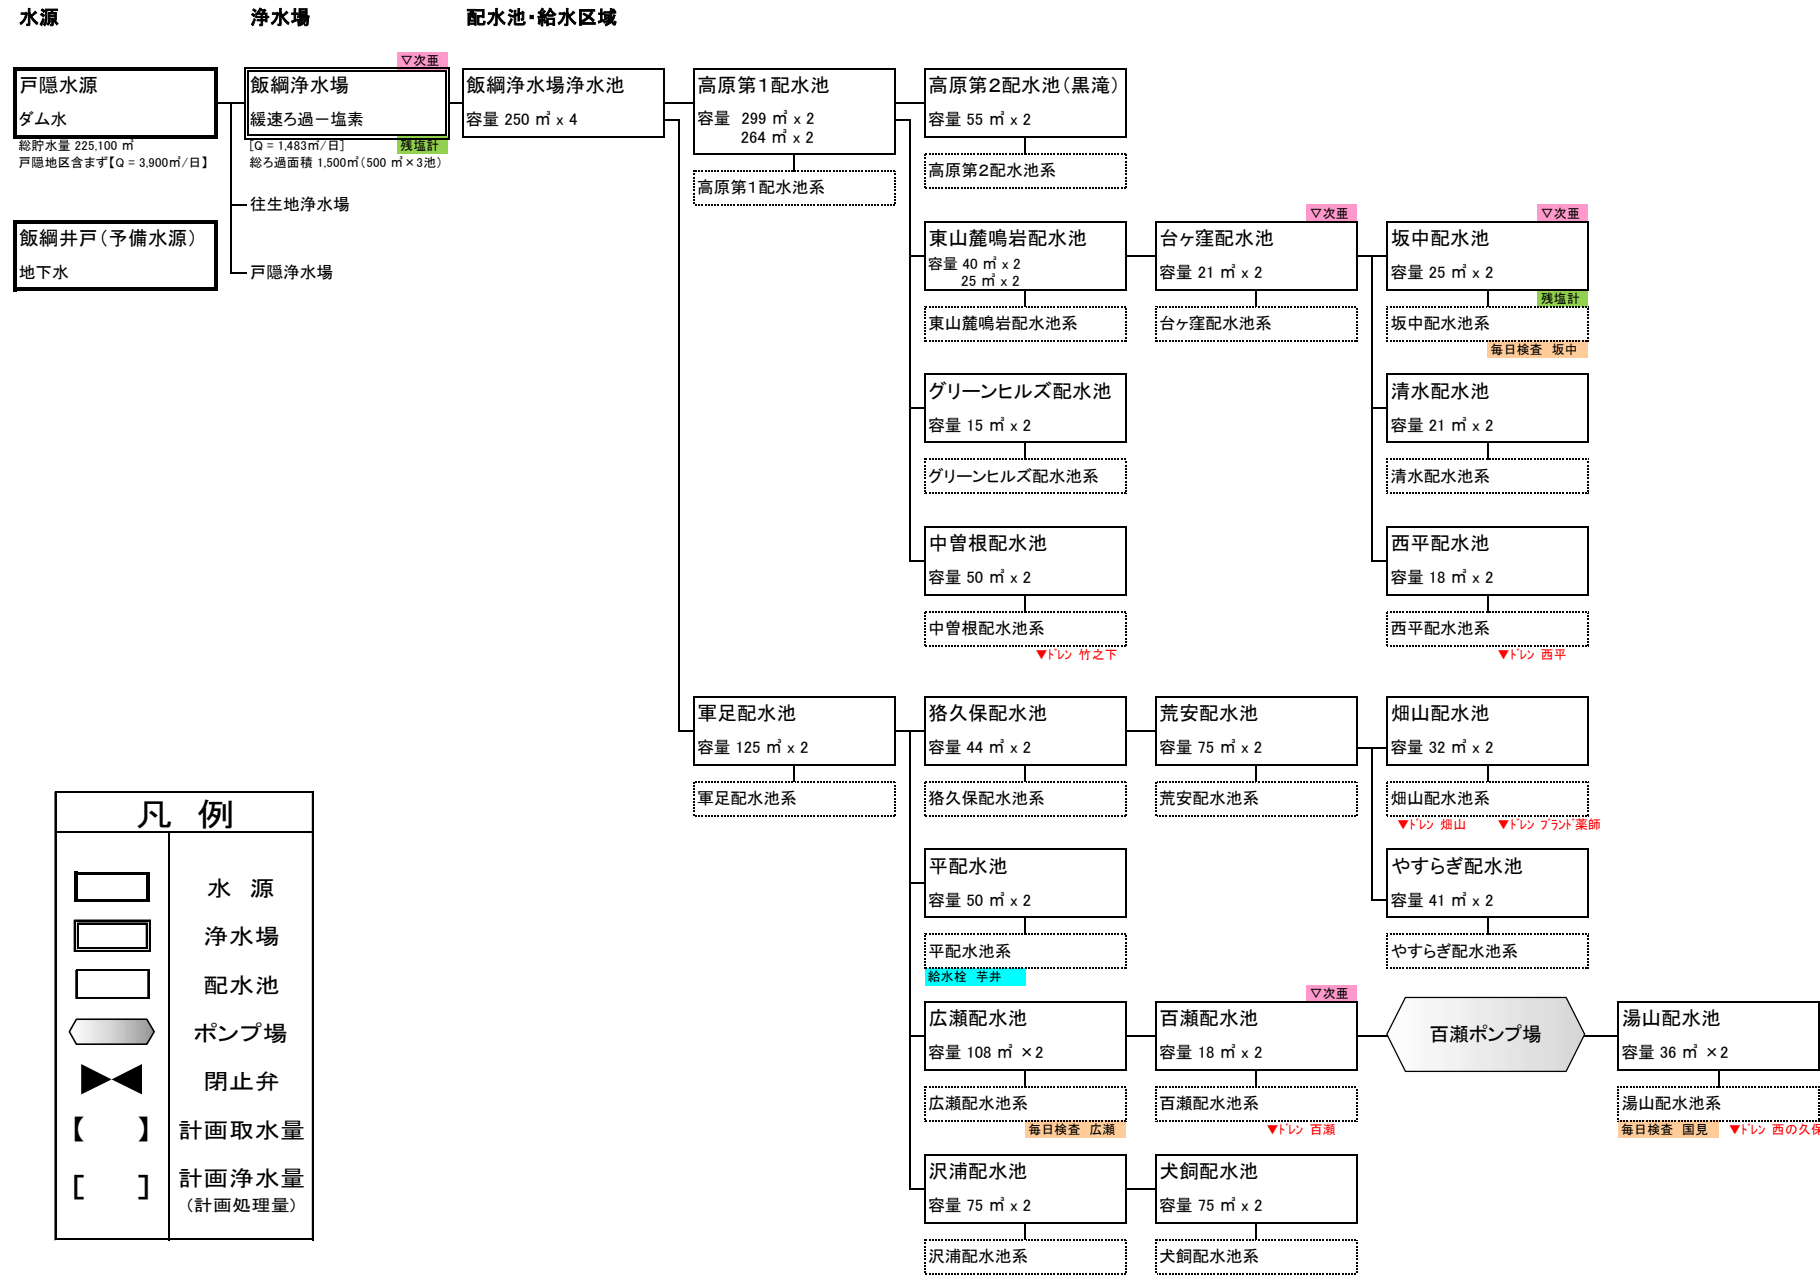 水源
浄水場
配水池・給水区域
戸隠水源
ダム水
総貯水量 225,100 ㎥
戸隠地区含まず【Q = 3,900㎥/日】
飯綱井戸（予備水源）
地下水
▽次亜
飯綱浄水場
緩速ろ過－塩素
[Q = 1,483㎥/日]
残塩計
総ろ過面積 1,500㎡(500 ㎡×3池)
往生地浄水場
戸隠浄水場
飯綱浄水場浄水池
容量 250 ㎥ x 4
高原第１配水池
容量 299 ㎥ x 2
264 ㎥ x 2
高原第１配水池系
高原第２配水池（黒滝）
容量 55 ㎥ x 2
高原第２配水池系
東山麓鳴岩配水池
容量 40 ㎥ x 2
25 ㎥ x 2
東山麓鳴岩配水池系
▽次亜
台ヶ窪配水池
容量 21 ㎥ x 2
台ヶ窪配水池系
▽次亜
坂中配水池
容量 25 ㎥ x 2
残塩計
坂中配水池系
毎日検査 坂中
グリーンヒルズ配水池
容量 15 ㎥ x 2
グリーンヒルズ配水池系
清水配水池
容量 21 ㎥ x 2
清水配水池系
中曽根配水池
容量 50 ㎥ x 2
中曽根配水池系
▼ﾄﾞﾚﾝ 竹之下
西平配水池
容量 18 ㎥ x 2
西平配水池系
▼ﾄﾞﾚﾝ 西平
軍足配水池
容量 125 ㎥ x 2
軍足配水池系
狢久保配水池
容量 44 ㎥ x 2
狢久保配水池系
荒安配水池
容量 75 ㎥ x 2
荒安配水池系
畑山配水池
容量 32 ㎥ x 2
畑山配水池系
▼ﾄﾞﾚﾝ 畑山
▼ﾄﾞﾚﾝ ブランド薬師
平配水池
容量 50 ㎥ x 2
平配水池系
給水栓 芋井
やすらぎ配水池
容量 41 ㎥ x 2
やすらぎ配水池系
広瀬配水池
容量 108 ㎥ ×2
広瀬配水池系
毎日検査 広瀬
▽次亜
百瀬配水池
容量 18 ㎥ x 2
百瀬配水池系
▼ﾄﾞﾚﾝ 百瀬
百瀬ポンプ場
湯山配水池
容量 36 ㎥ ×2
湯山配水池系
毎日検査 国見
▼ﾄﾞﾚﾝ 西の久保
沢浦配水池
容量 75 ㎥ x 2
沢浦配水池系
犬飼配水池
容量 75 ㎥ x 2
犬飼配水池系
凡 例
水 源
浄水場
配水池
ポンプ場
閉止弁
【 】 計画取水量
[ ] 計画浄水量
（計画処理量）